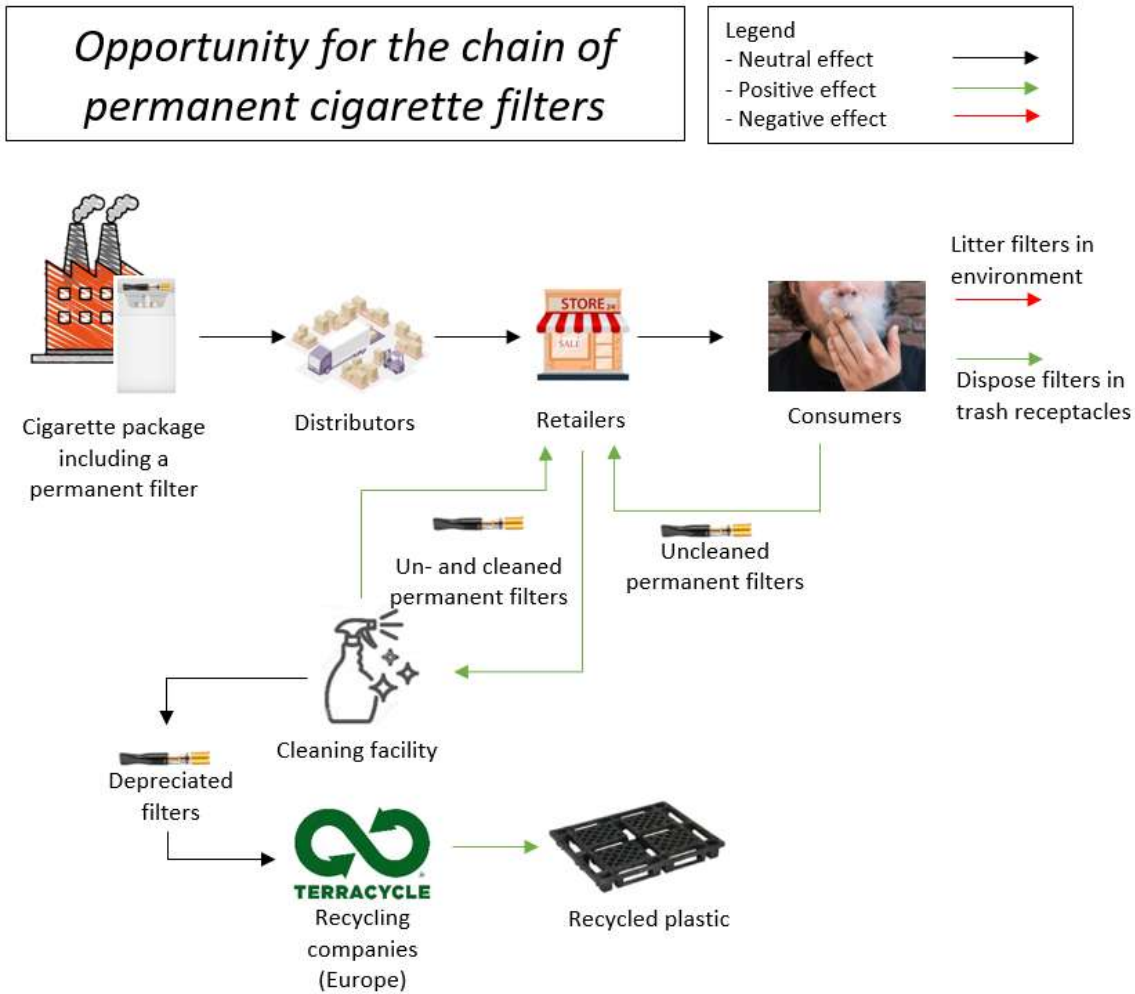 Opportunity for the chain of
permanent cigarette filters
Legend
- Neutral effect
- Positive effect
- Negative effect
Litter filters in
environment
STORE 24
SALE
Dispose filters in
trash receptacles
Cigarette package
including a
permanent filter
Distributors
Retailers
Consumers
Un- and cleaned
permanent filters
Uncleaned
permanent filters
Cleaning facility
Depreciated
filters
TERRACYCLE®
Recycling
companies
(Europe)
Recycled plastic